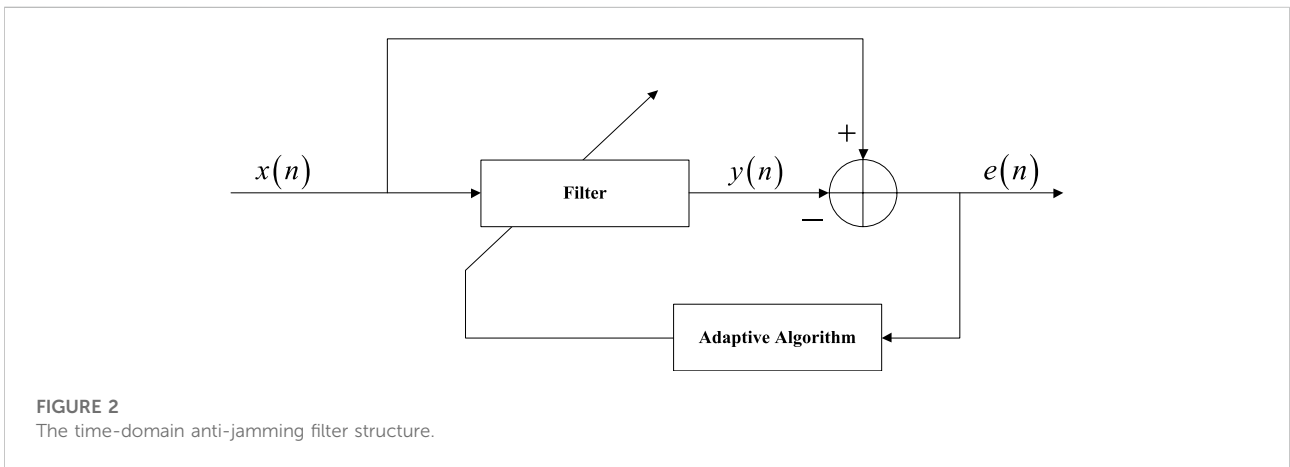 +
x(n)
Filter
y(n)
−
e(n)
Adaptive Algorithm
FIGURE 2
The time-domain anti-jamming filter structure.